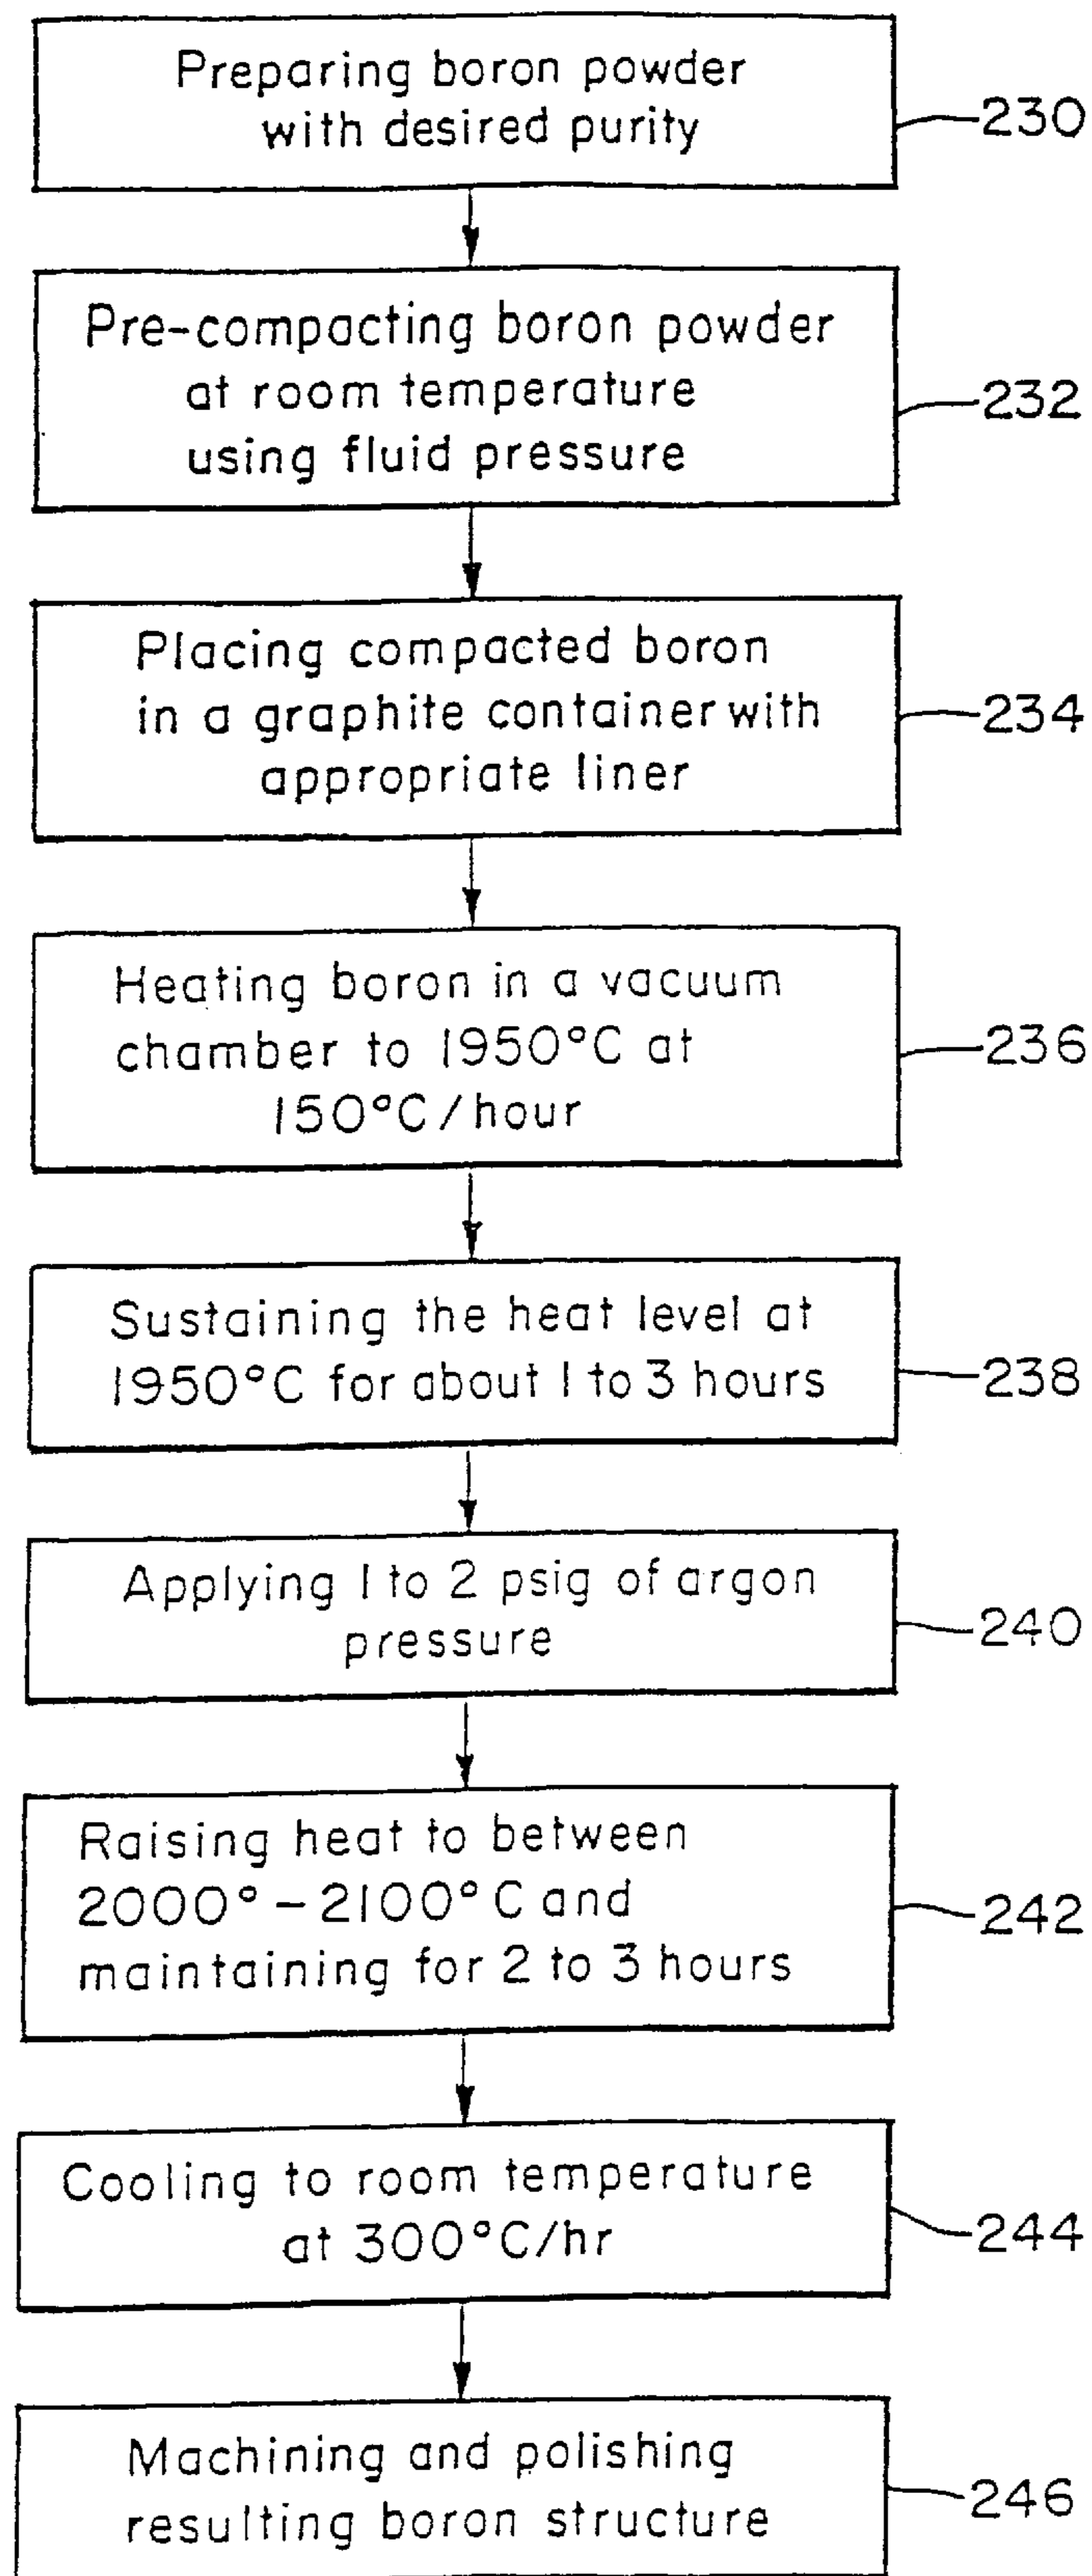 Preparing boron powder
with desired purity
230
Pre-compacting boron powder
at room temperature
using fluid pressure
232
Placing compacted boron
in a graphite container with
appropriate liner
234
Heating boron in a vacuum
chamber to 1950°C at
150°C/hour
236
Sustaining the heat level at
1950°C for about 1 to 3 hours
238
Applying 1 to 2 psig of argon
pressure
240
Raising heat to between
2000°-2100°C and
maintaining for 2 to 3 hours
242
Cooling to room temperature
at 300°C/hr
244
Machining and polishing
resulting boron structure
246